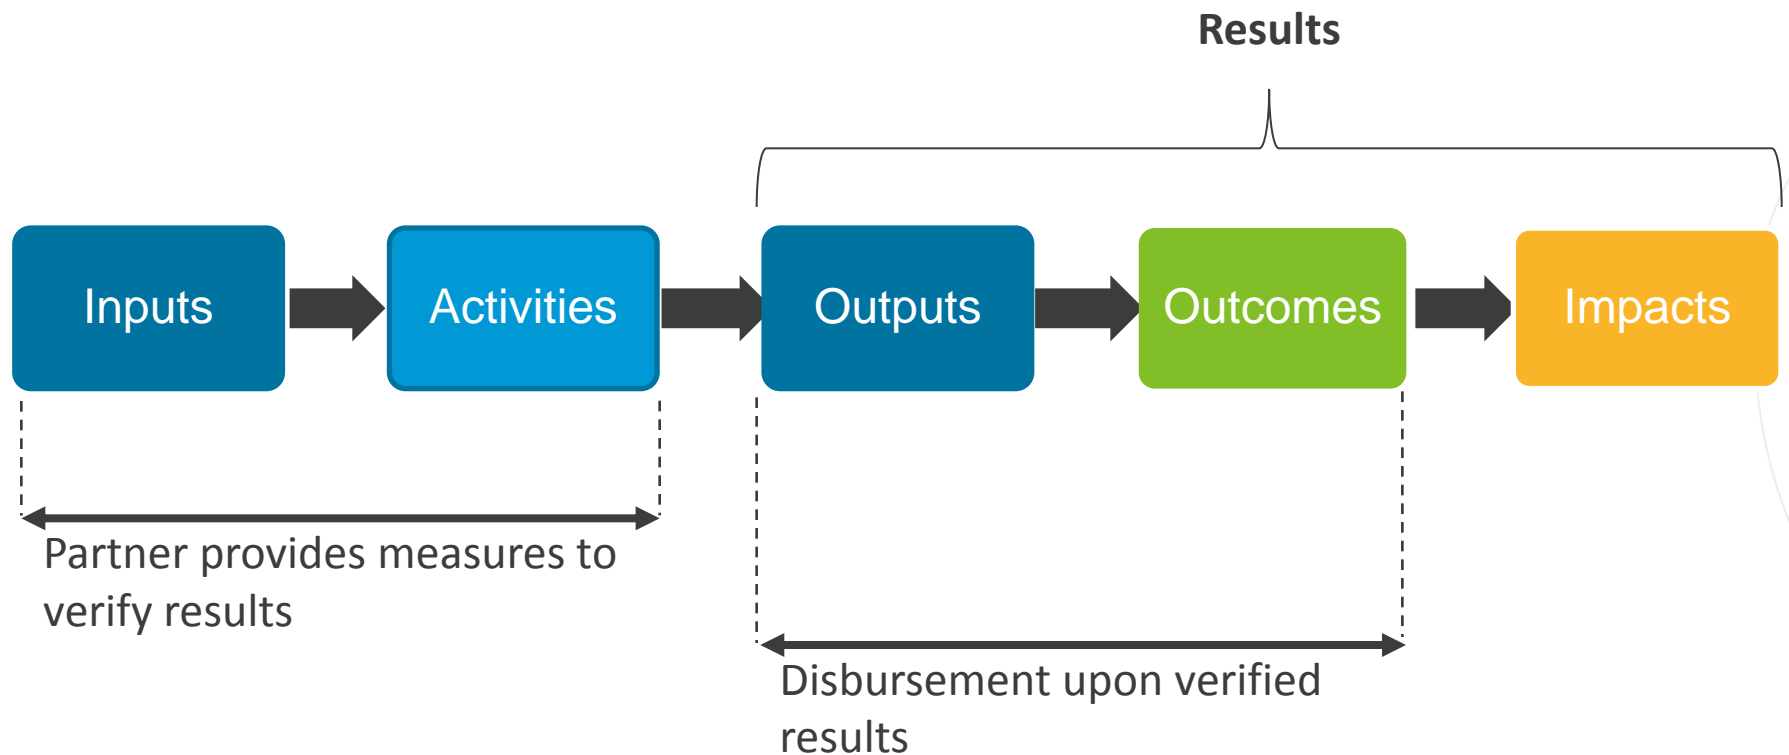 Results
Inputs
Activities
Outputs
Outcomes
Impacts
Partner provides measures to
verify results
Disbursement upon verified
results